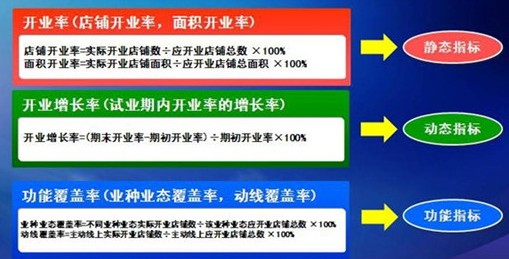 开业率(店铺开业率，面积开业率)
店铺开业率=实际开业店铺数÷应开业店铺总数 ×100%
面积开业率=实际开业店铺面积÷应开业店铺总面积 ×100%
静态指标
开业增长率(试业期内开业率的增长率)
开业增长率=(期末开业率-期初开业率)÷期初开业率×100%
动态指标
功能覆盖率(业种业态覆盖率，动线覆盖率)
业种业态覆盖率=不同业种业态实际开业店铺数÷该业种业态应开业店铺总数 ×100%
动线覆盖率=主动线上实际开业店铺数÷主动线上应开业店铺总数 ×100%
功能指标